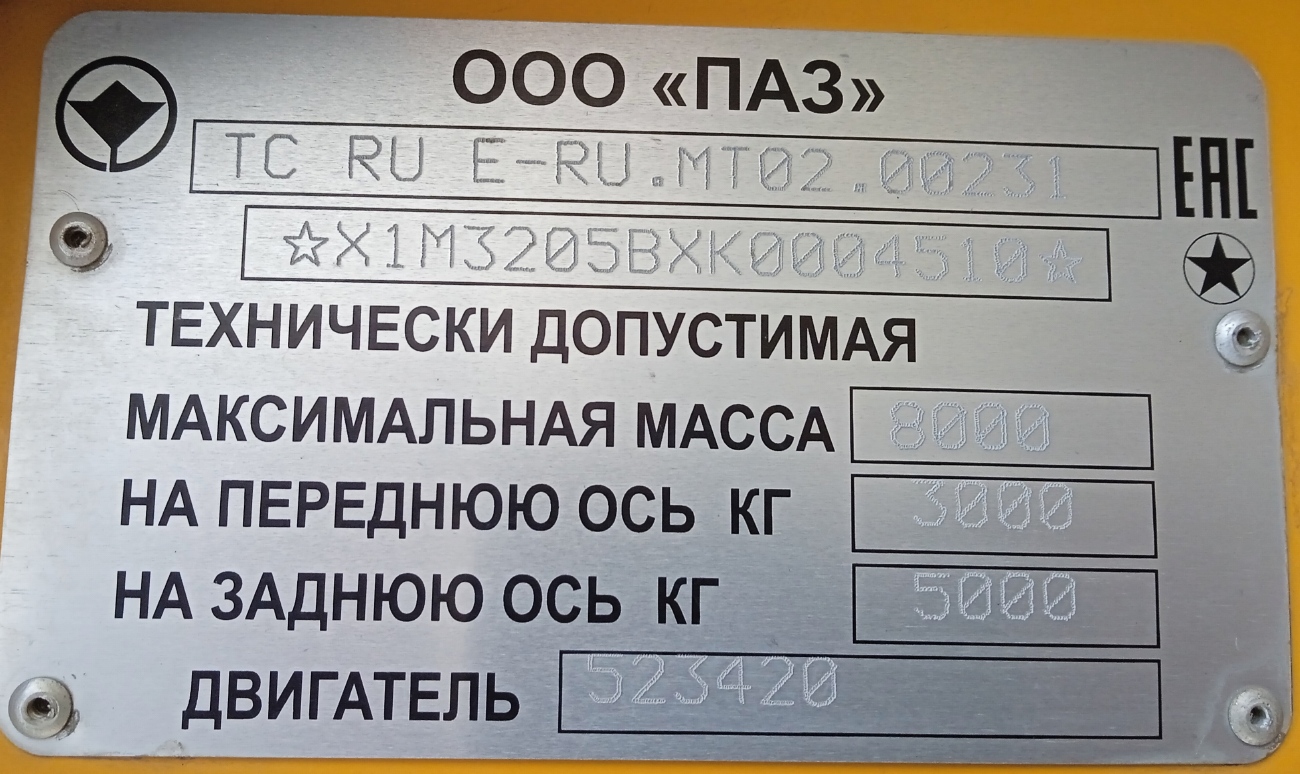 ООО «ПАЗ»
TC RU E-RU.MT02.00231
EAC
☆X1M3205BXK0004510☆
ТЕХНИЧЕСКИ ДОПУСТИМАЯ
МАКСИМАЛЬНАЯ МАССА 8000
НА ПЕРЕДНЮЮ ОСЬ КГ 3000
НА ЗАДНЮЮ ОСЬ КГ 5000
ДВИГАТЕЛЬ 523420